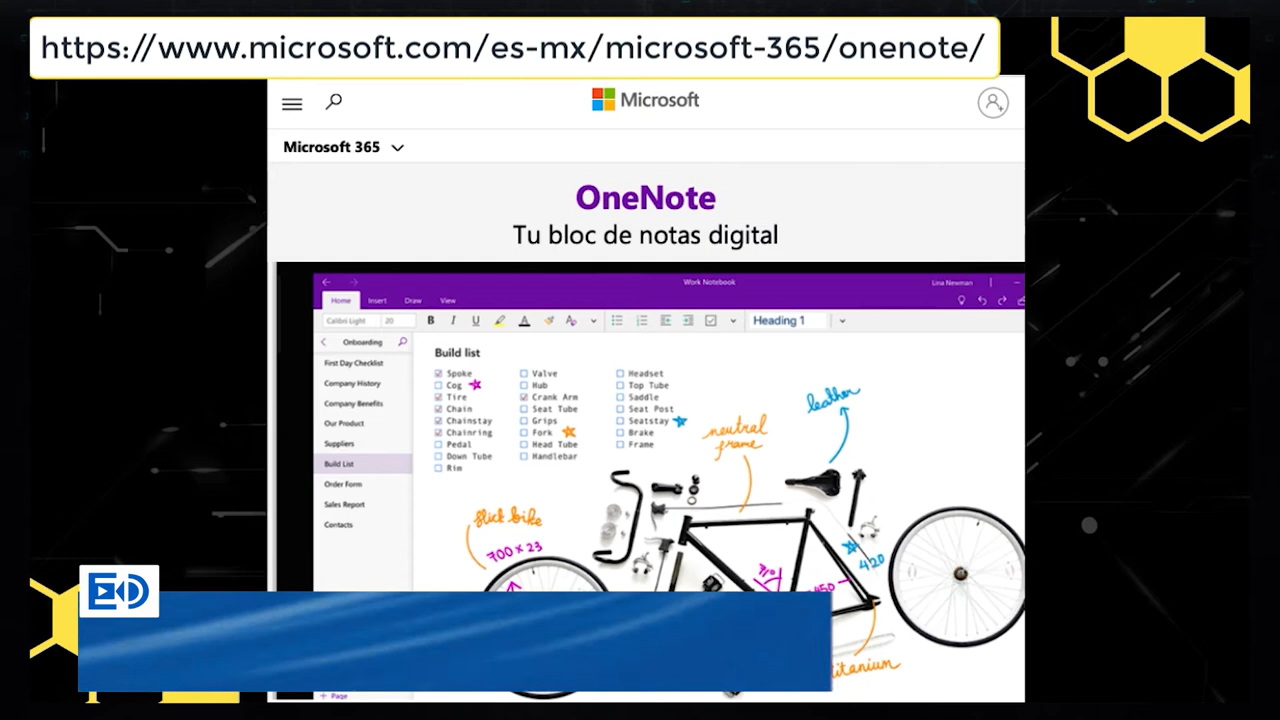 https://www.microsoft.com/es-mx/microsoft-365/onenote/
Microsoft
Microsoft 365
OneNote
Tu bloc de notas digital
Work Notebook
Lina Newman
Home Insert Draw View
Calibri Light 20 B I U A A Heading 1
Onboarding
First Day Checklist
Company History
Company Benefits
Our Product
Suppliers
Build List
Order Form
Sales Report
Contacts
+ Page
Build list
Spoke
Cog
Tire
Chain
Chainstay
Chainring
Pedal
Down Tube
Rim
Valve
Hub
Crank Arm
Seat Tube
Grips
Fork
Head Tube
Handlebar
Headset
Top Tube
Saddle
Seat Post
Seatstay
Brake
Frame
leather
neutral
frame
slick bike
700 x 23
420
450
titanium
ED